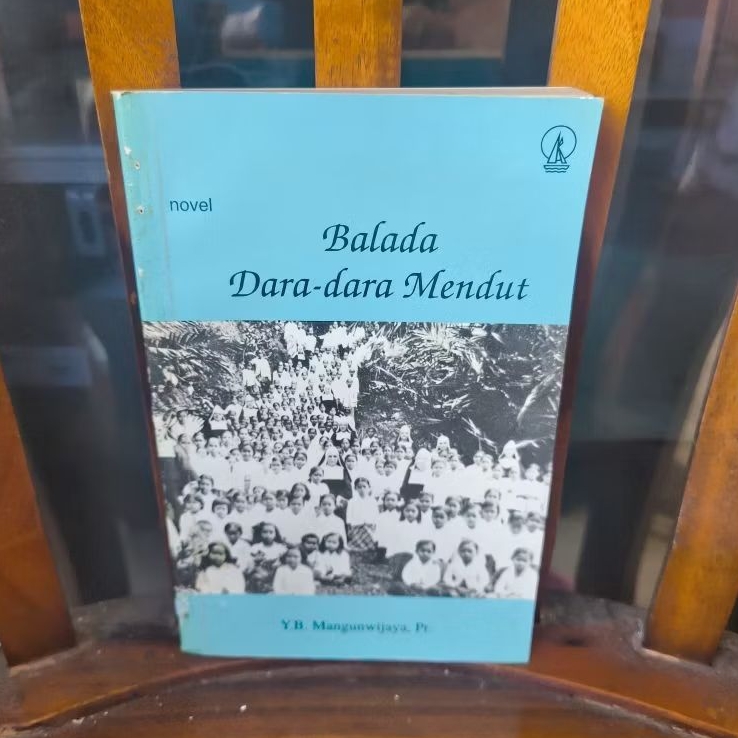 novel
Balada
Dara-dara Mendut
Y.B. Mangunwijaya, Pr.